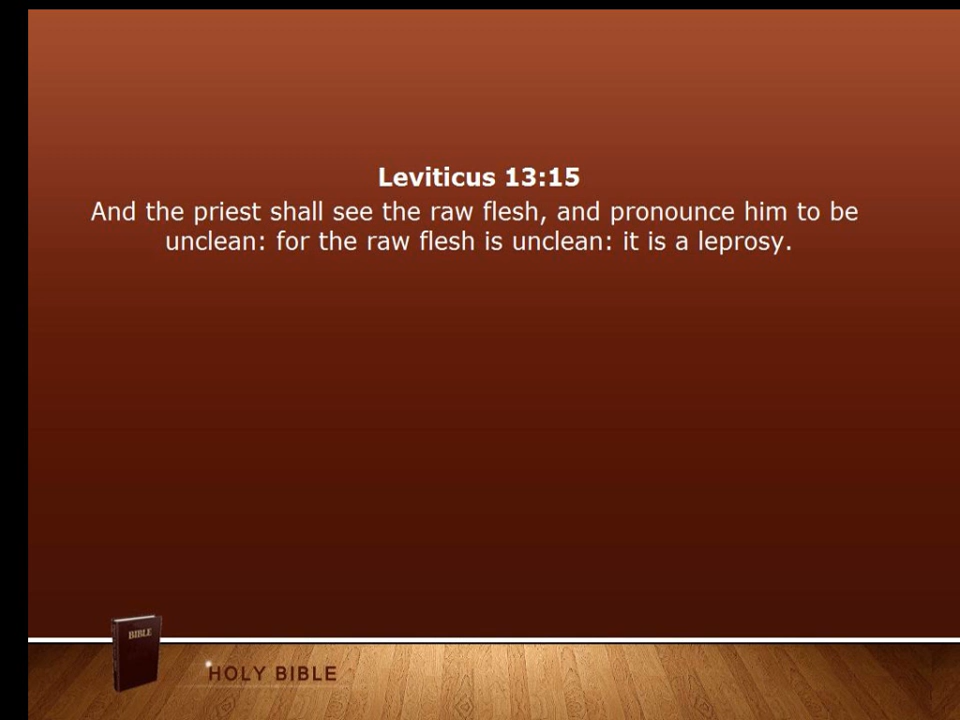 Leviticus 13:15
And the priest shall see the raw flesh, and pronounce him to be
unclean: for the raw flesh is unclean: it is a leprosy.
BIBLE
HOLY BIBLE